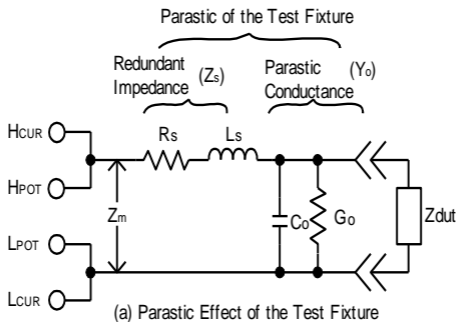 Parastic of the Test Fixture
Redundant
Impedance (Zs)
Parastic
Conductance (Yo)
HCUR
HPOT
LPOT
LCUR
Rs
Ls
Zm
Co
Go
Zdut
(a) Parastic Effect of the Test Fixture